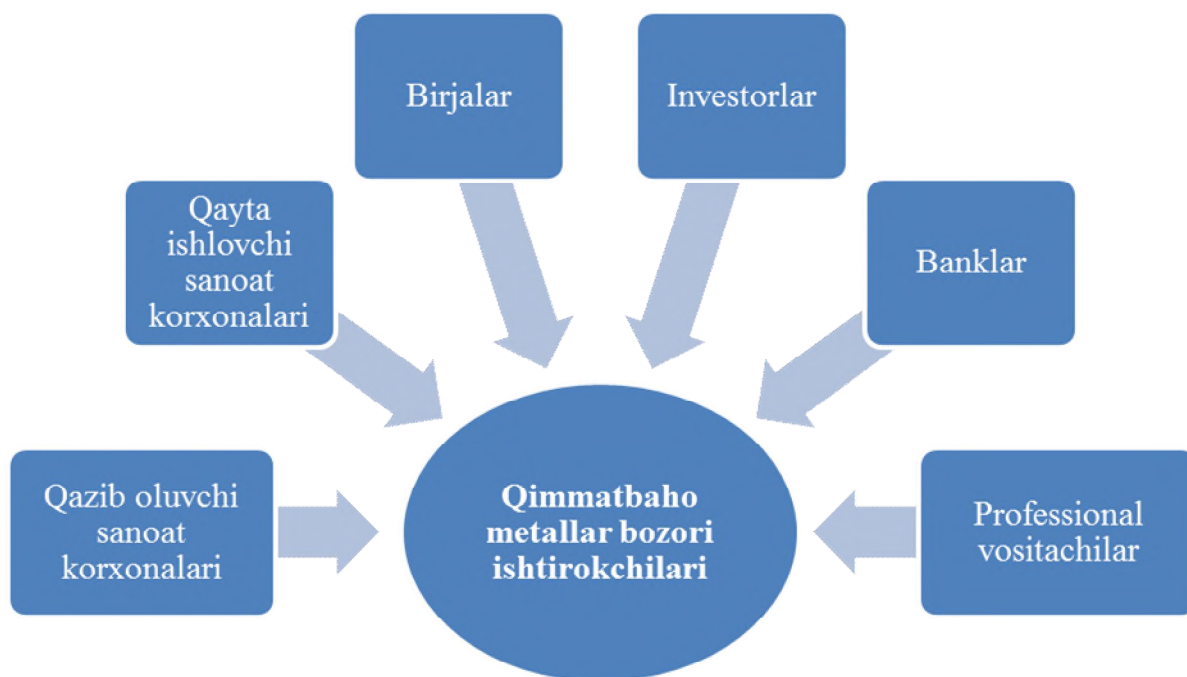 Birjalar
Investorlar
Qayta
ishlovchi
sanoat
korxonalari
Banklar
Qazib oluvchi
sanoat
korxonalari
Qimmatbaho
metallar bozori
ishtirokchilari
Professional
vositachilar